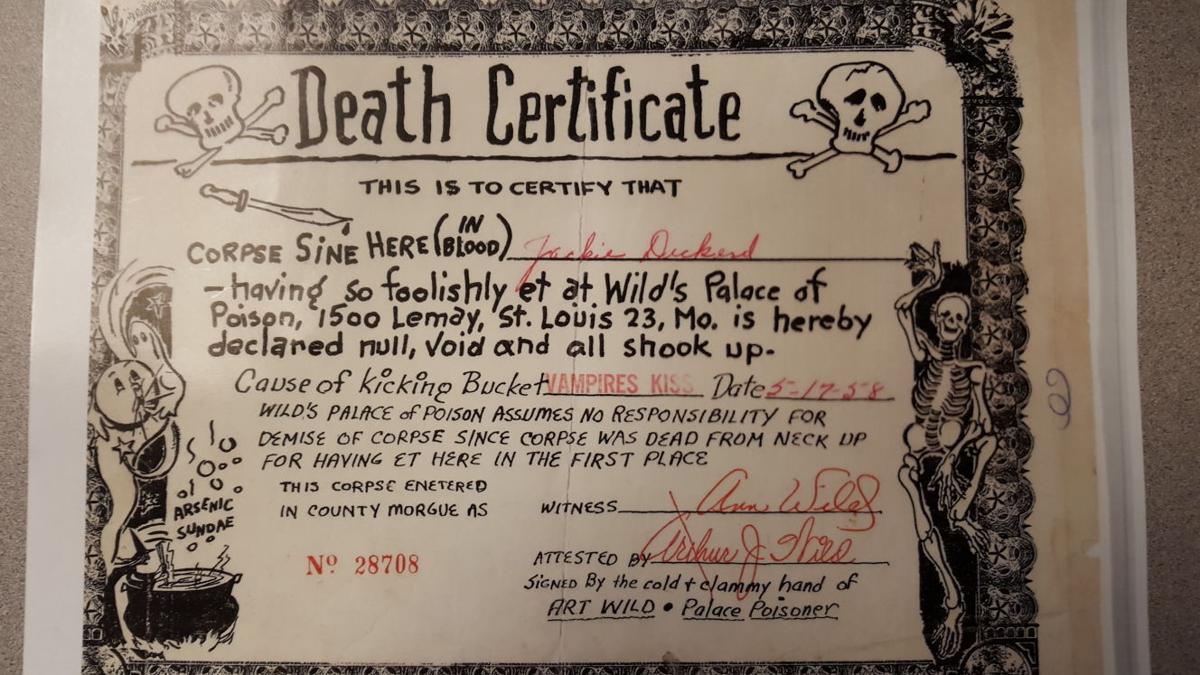 Death Certificate
THIS IS TO CERTIFY THAT
CORPSE SiNE HERE (IN BLOOD) Jackie
– having so foolishly et at Wild's Palace of
Poison, 1500 Lemay, St. Louis 23, Mo. is hereby
declared null, void and all shook up-
Cause of kicking Bucket VAMPIRES KISS Date 5-17-58
WILD'S PALACE of POISON ASSUMES NO RESPONSIBILITY FOR
DEMISE OF CORPSE SINCE CORPSE WAS DEAD FROM NECK UP
FOR HAVING ET HERE IN THE FIRST PLACE
THIS CORPSE ENETERED
IN COUNTY MORGUE AS
Nº 28708
WITNESS Ann Wild
ATTESTED BY Arthur J. Wild
SIGNED By the cold + clammy hand of
ART WILD • Palace Poisoner
ARSENIC
SUNDAE